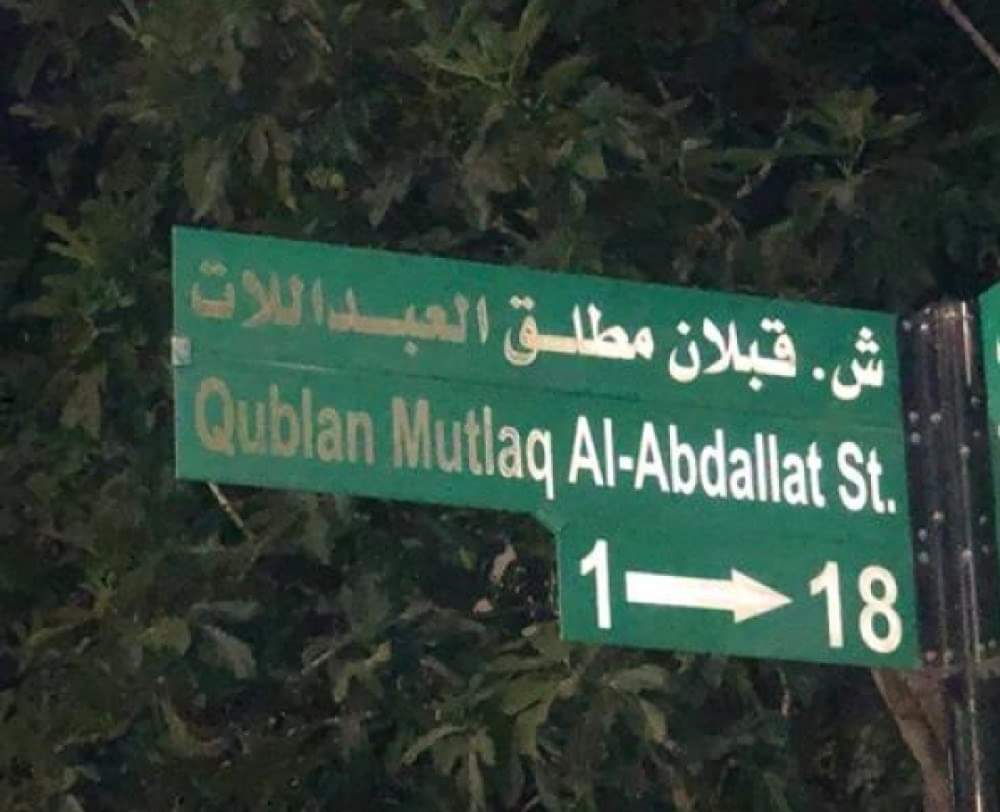 ش. قبلان مطلق العبداللات
Qublan Mutlaq Al-Abdallat St.
1 → 18